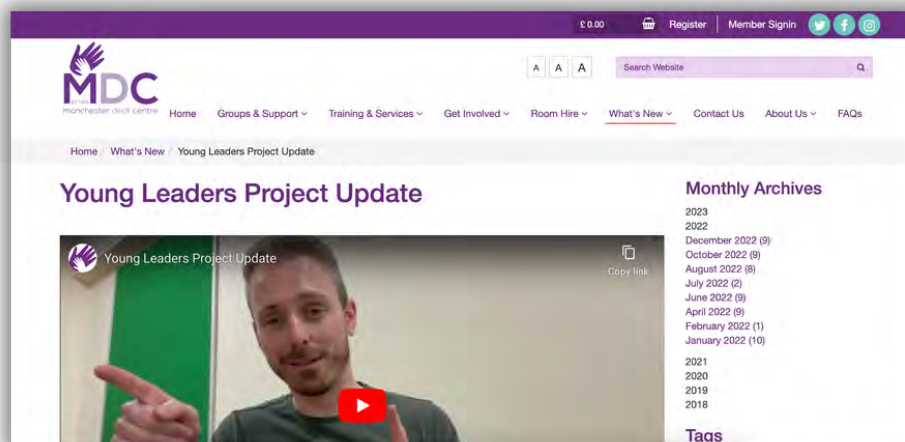 £ 0.00 Register Member Signin
MDC
manchester deaf centre
A A A
Search Website
Home Groups & Support Training & Services Get Involved Room Hire What's New Contact Us About Us FAQs
Home / What's New / Young Leaders Project Update
Young Leaders Project Update
Young Leaders Project Update
Copy link
Monthly Archives
2023
2022
December 2022 (9)
October 2022 (9)
August 2022 (8)
July 2022 (2)
June 2022 (9)
April 2022 (9)
February 2022 (1)
January 2022 (10)
2021
2020
2019
2018
Tags